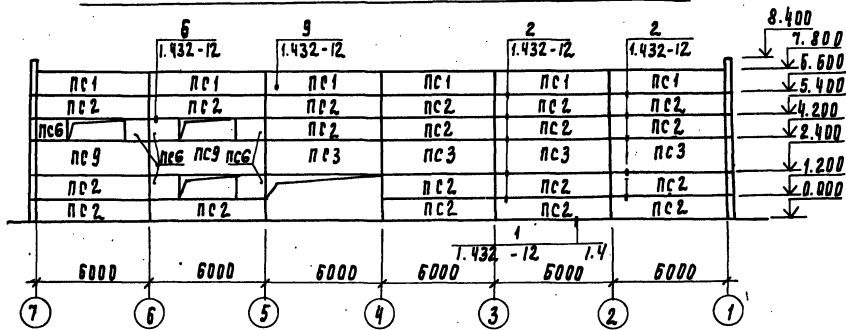 8.400
6 9 2 2 7.800
1.432-12 1.432-12 1.432-12 1.432-12 6.600
ПС1 ПС1 ПС1 ПС1 ПС1 ПС1 5.400
ПС2 ПС2 ПС2 ПС2 ПС2 ПС2 4.200
ПС6 ПС2 ПС2 ПС2 ПС2 2.400
ПС9 ПС6 ПС9 ПС6 ПС3 ПС3 ПС3 ПС3 1.200
ПС2 ПС2 ПС2 ПС2 0.000
ПС2 ПС2 ПС2 ПС2 ПС2
1
1.432 -12 1.4
6000 6000 6000 6000 6000 6000
7 6 5 4 3 2 1